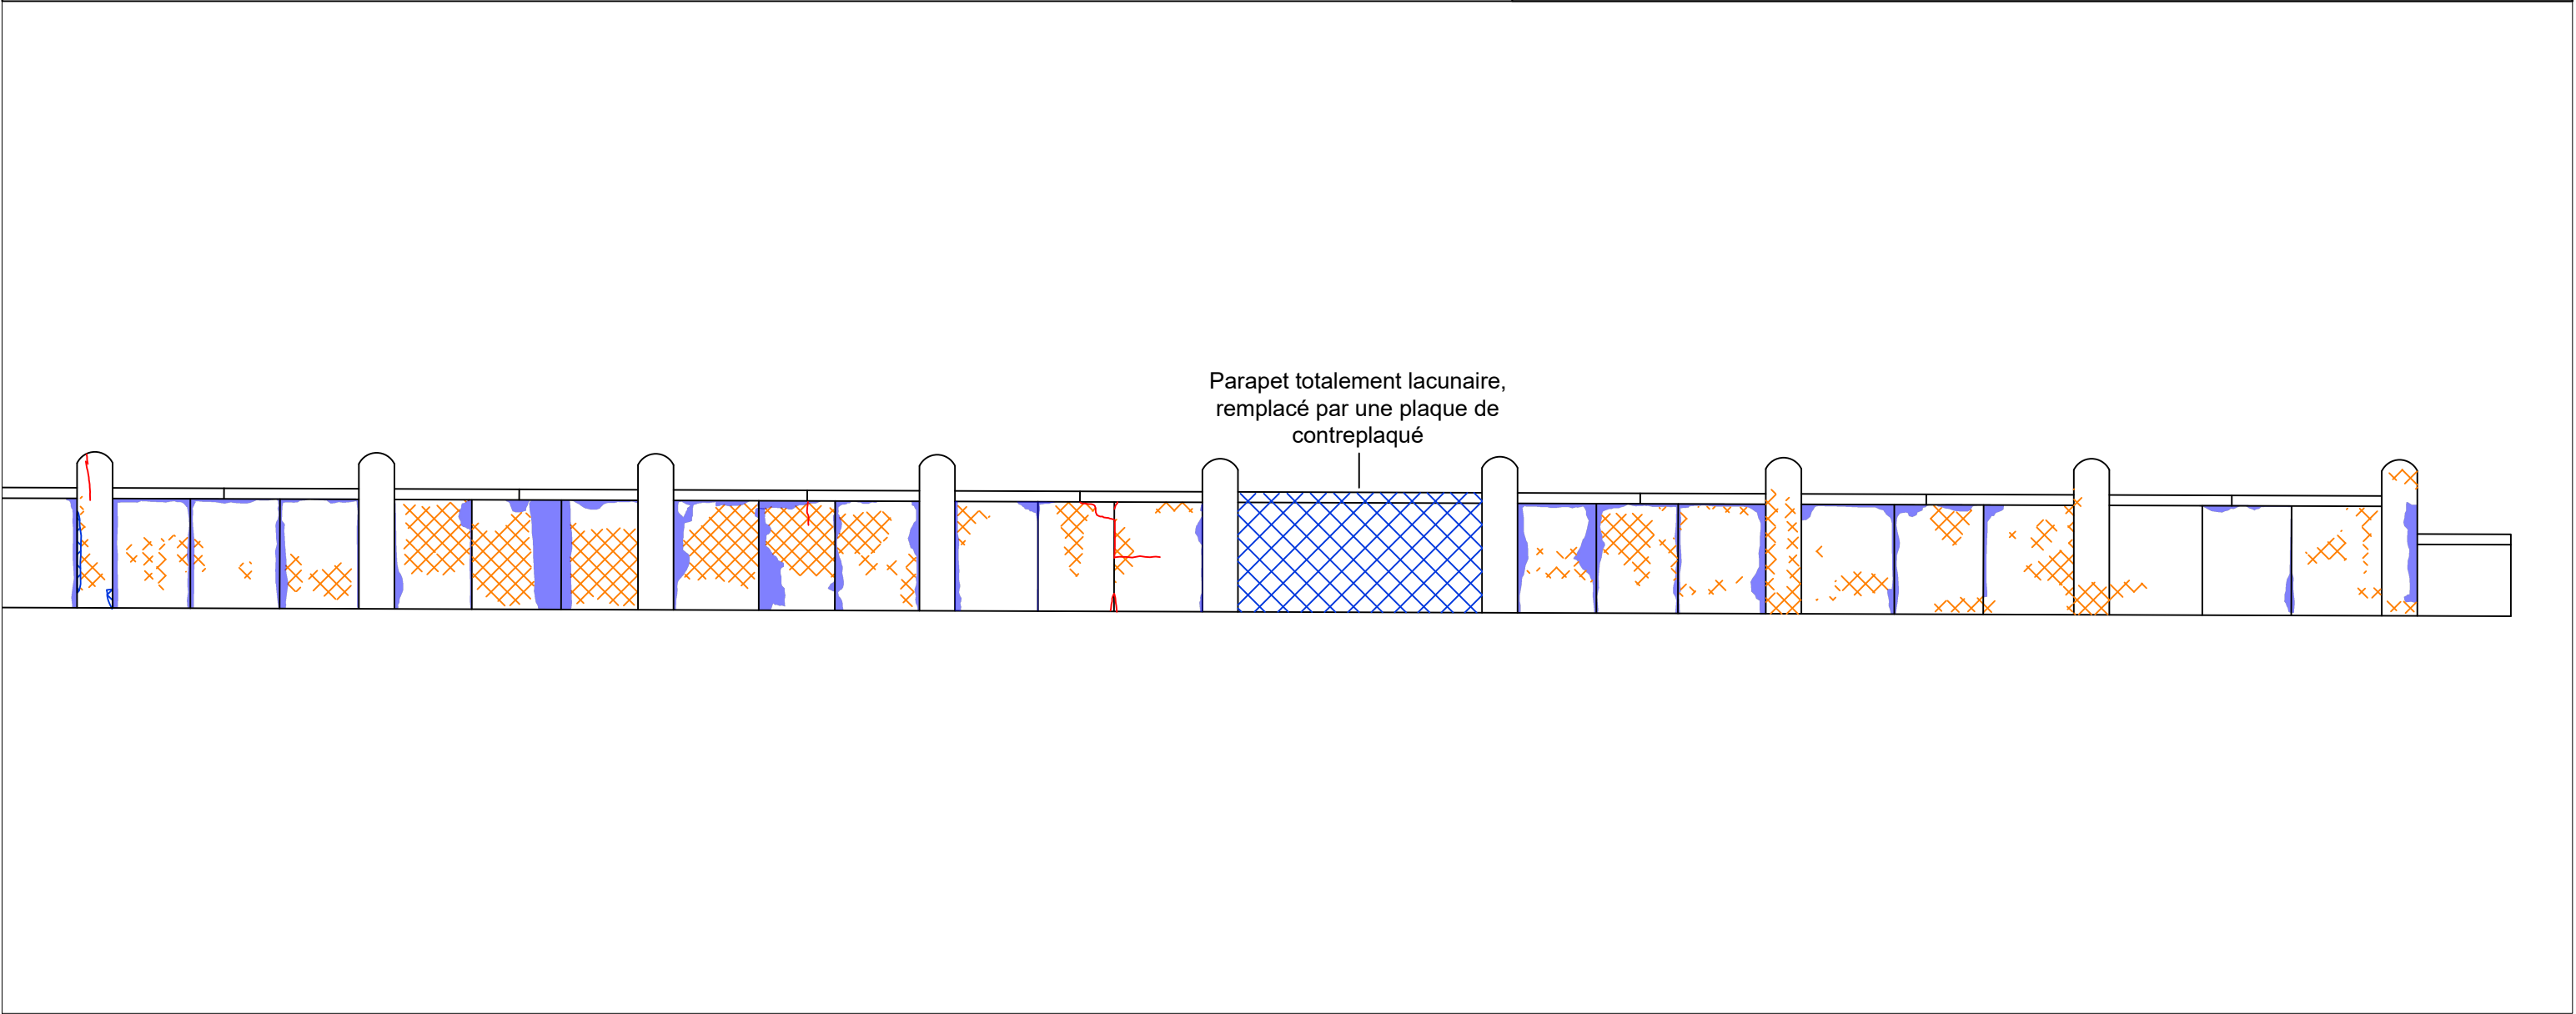 Parapet totalement lacunaire,
remplacé par une plaque de
contreplaqué